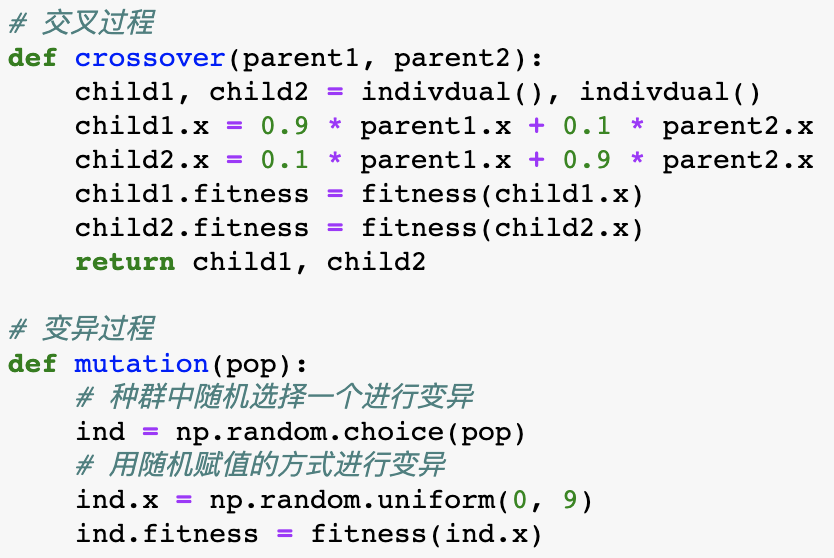 # 交叉过程
def crossover(parent1, parent2):
    child1, child2 = indivdual(), indivdual()
    child1.x = 0.9 * parent1.x + 0.1 * parent2.x
    child2.x = 0.1 * parent1.x + 0.9 * parent2.x
    child1.fitness = fitness(child1.x)
    child2.fitness = fitness(child2.x)
    return child1, child2

# 变异过程
def mutation(pop):
    # 种群中随机选择一个进行变异
    ind = np.random.choice(pop)
    # 用随机赋值的方式进行变异
    ind.x = np.random.uniform(0, 9)
    ind.fitness = fitness(ind.x)